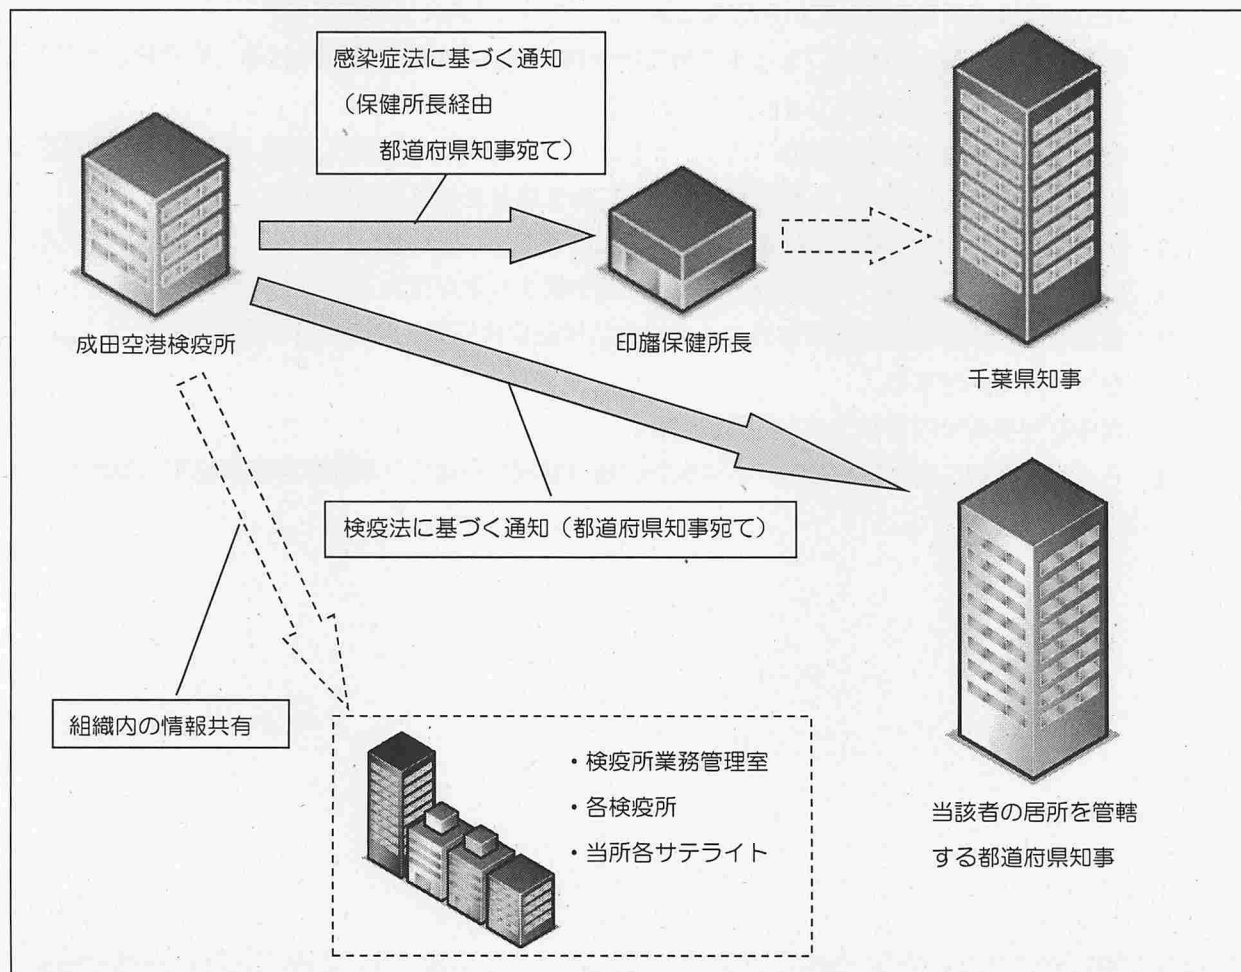 感染症法に基づく通知
（保健所長経由
都道府県知事宛て）
成田空港検疫所
印旛保健所長
千葉県知事
検疫法に基づく通知（都道府県知事宛て）
組織内の情報共有
・検疫所業務管理室
・各検疫所
・当所各サテライト
当該者の居所を管轄
する都道府県知事